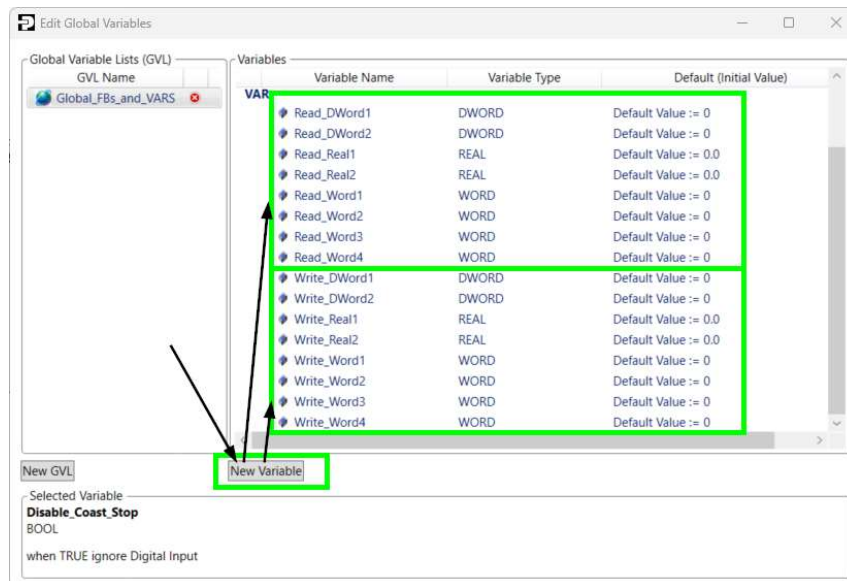 Edit Global Variables
Global Variable Lists (GVL)
GVL Name
Global_FBs_and_VARS
Variables
Variable Name Variable Type Default (Initial Value)
VAR
Read_DWord1 DWORD Default Value := 0
Read_DWord2 DWORD Default Value := 0
Read_Real1 REAL Default Value := 0.0
Read_Real2 REAL Default Value := 0.0
Read_Word1 WORD Default Value := 0
Read_Word2 WORD Default Value := 0
Read_Word3 WORD Default Value := 0
Read_Word4 WORD Default Value := 0
Write_DWord1 DWORD Default Value := 0
Write_DWord2 DWORD Default Value := 0
Write_Real1 REAL Default Value := 0.0
Write_Real2 REAL Default Value := 0.0
Write_Word1 WORD Default Value := 0
Write_Word2 WORD Default Value := 0
Write_Word3 WORD Default Value := 0
Write_Word4 WORD Default Value := 0
New GVL New Variable
Selected Variable
Disable_Coast_Stop
BOOL
when TRUE ignore Digital Input